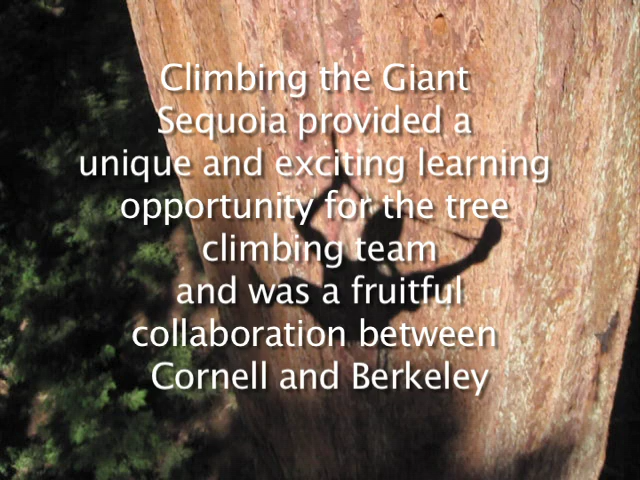 Climbing the Giant
Sequoia provided a
unique and exciting learning
opportunity for the tree
climbing team
and was a fruitful
collaboration between
Cornell and Berkeley